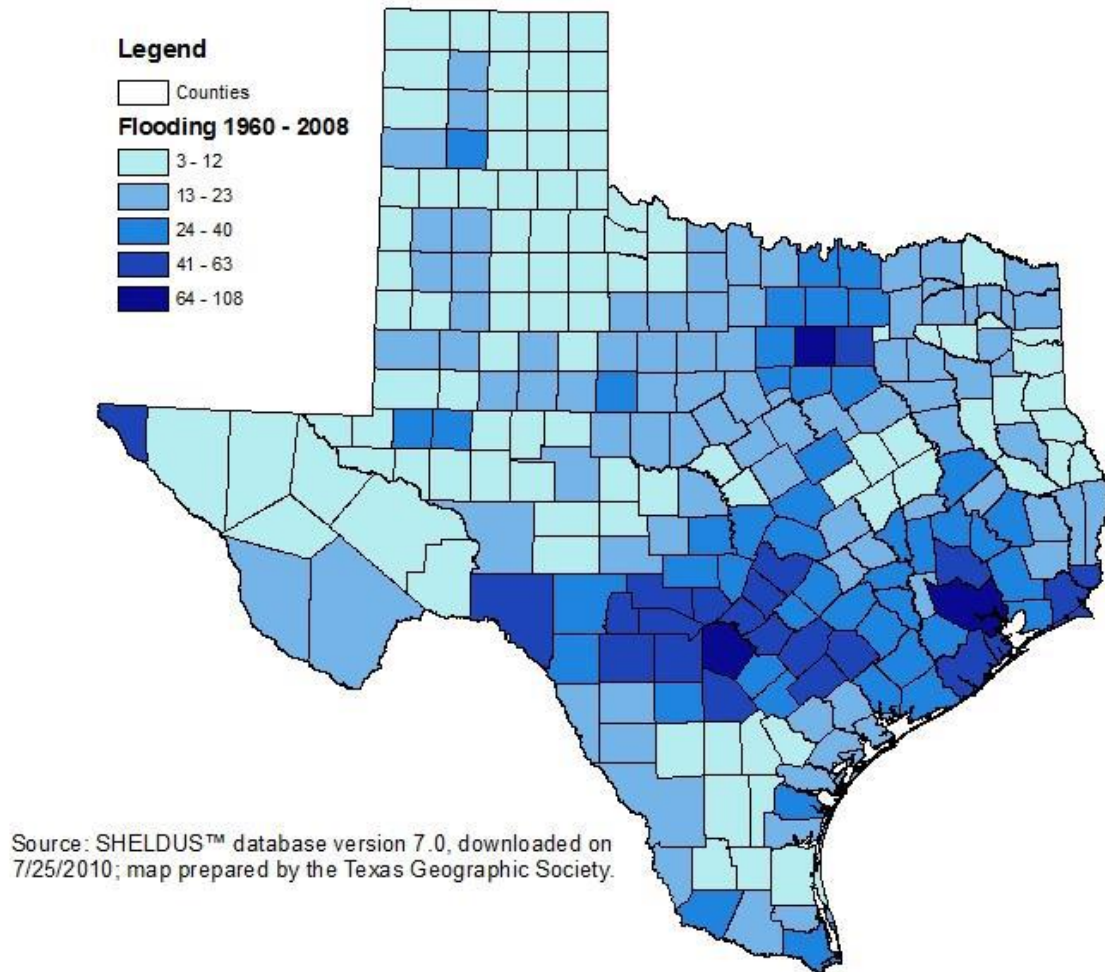 Legend
Counties
Flooding 1960 - 2008
3 - 12
13 - 23
24 - 40
41 - 63
64 - 108
Source: SHELDUS™ database version 7.0, downloaded on
7/25/2010; map prepared by the Texas Geographic Society.